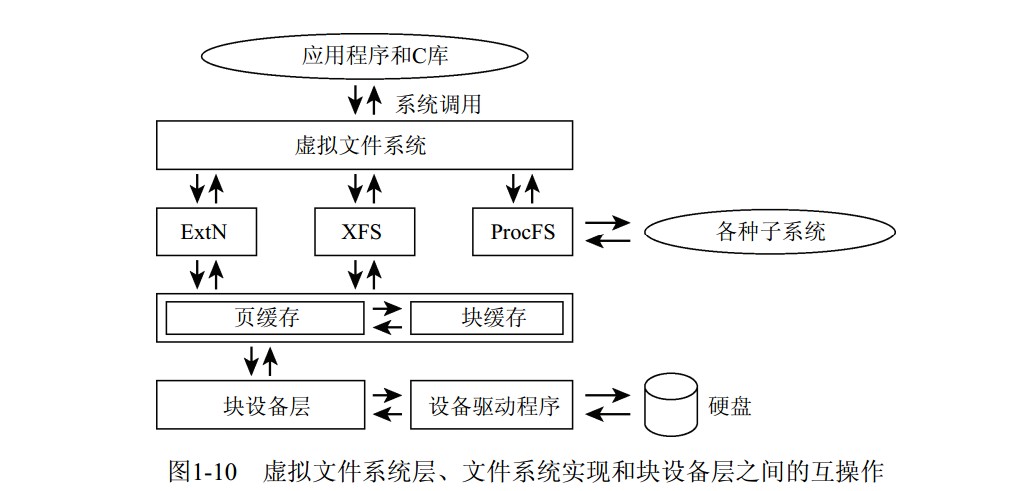 应用程序和C库
系统调用
虚拟文件系统
ExtN XFS ProcFS 各种子系统
页缓存 块缓存
块设备层 设备驱动程序 硬盘
图1-10 虚拟文件系统层、文件系统实现和块设备层之间的互操作